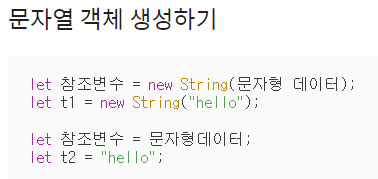 문자열 객체 생성하기
let 참조변수 = new String(문자형 데이터);
let t1 = new String("hello");
let 참조변수 = 문자형데이터;
let t2 = "hello";